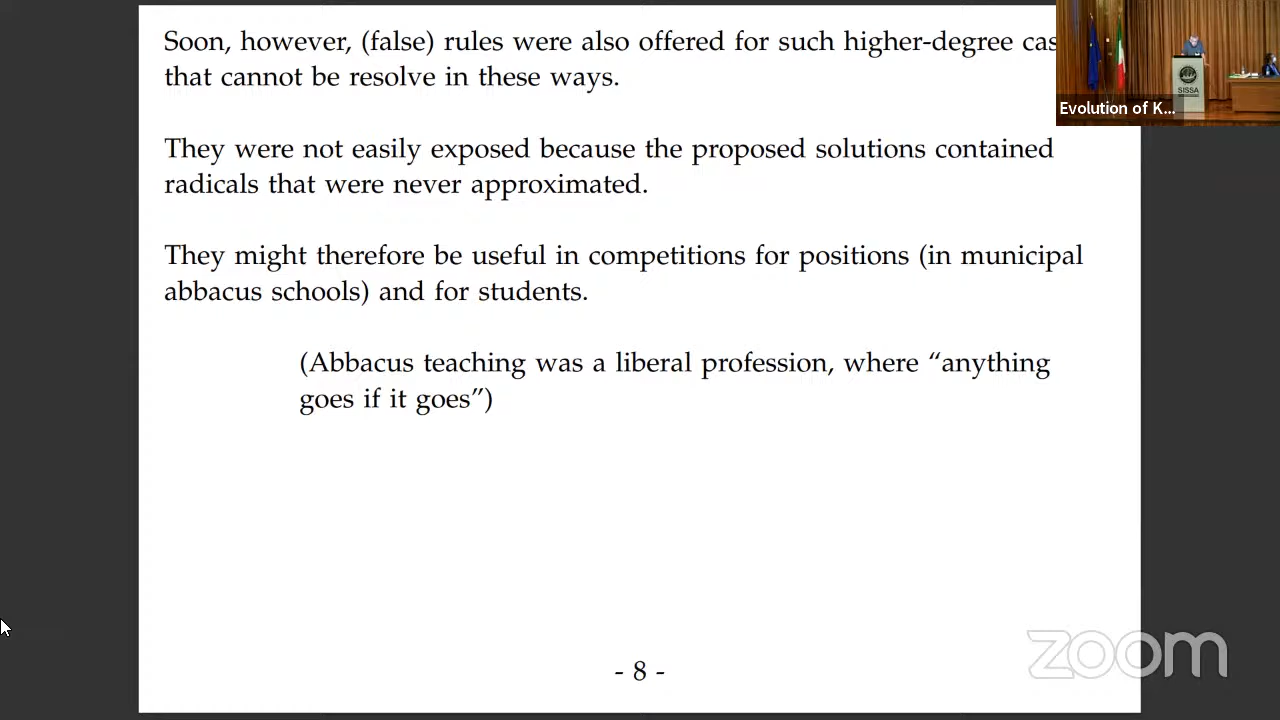 Soon, however, (false) rules were also offered for such higher-degree cas
that cannot be resolve in these ways.
They were not easily exposed because the proposed solutions contained
radicals that were never approximated.
They might therefore be useful in competitions for positions (in municipal
abbacus schools) and for students.
(Abbacus teaching was a liberal profession, where “anything
goes if it goes”)
- 8 -
SISSA
Evolution of K...
zoom